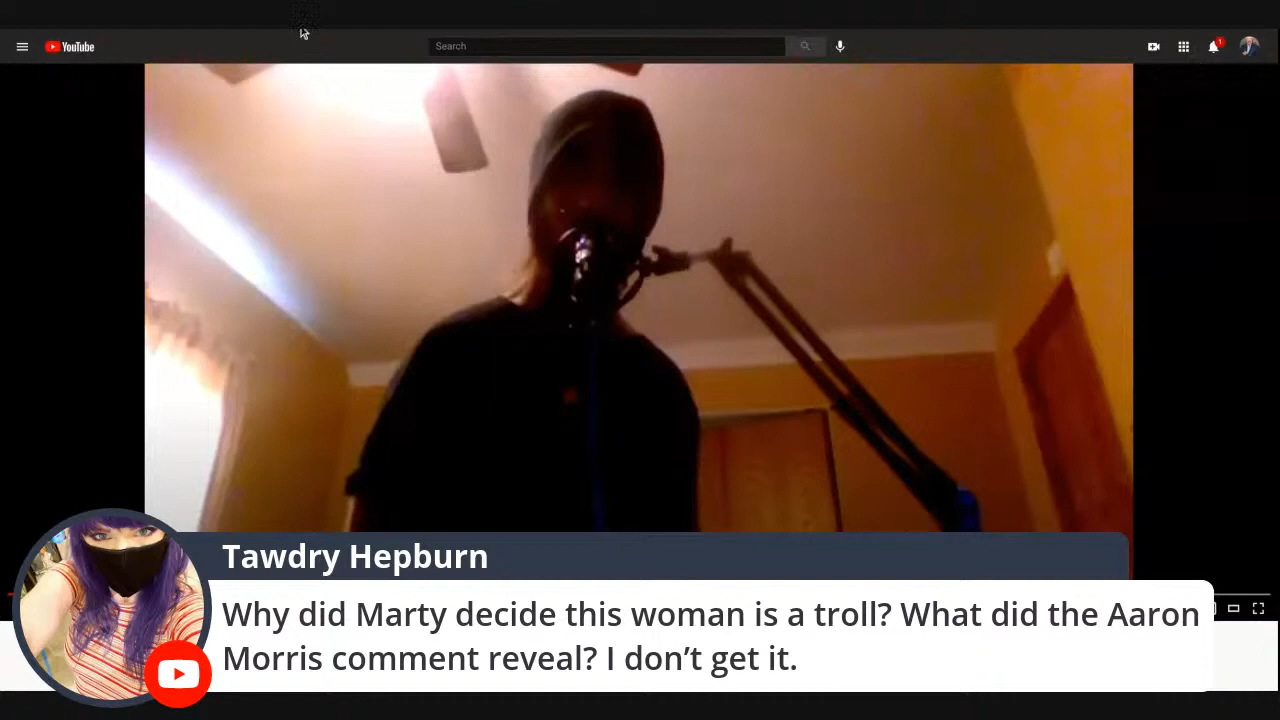 YouTube
Search
1
Tawdry Hepburn
Why did Marty decide this woman is a troll? What did the Aaron
Morris comment reveal? I don’t get it.